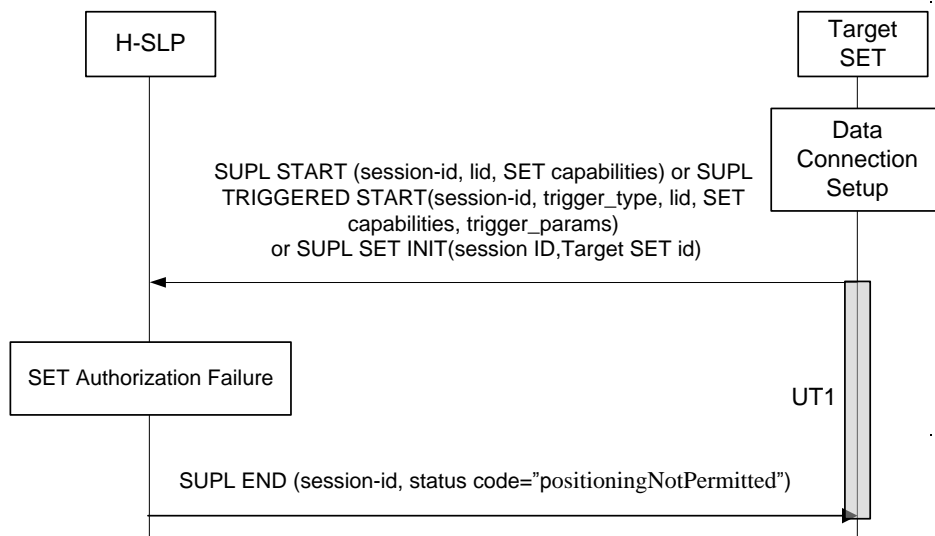 H-SLP
Target
SET
Data
Connection
Setup
SUPL START (session-id, lid, SET capabilities) or SUPL
TRIGGERED START(session-id, trigger_type, lid, SET
capabilities, trigger_params)
or SUPL SET INIT(session ID,Target SET id)
SET Authorization Failure
UT1
SUPL END (session-id, status code=”positioningNotPermitted”)